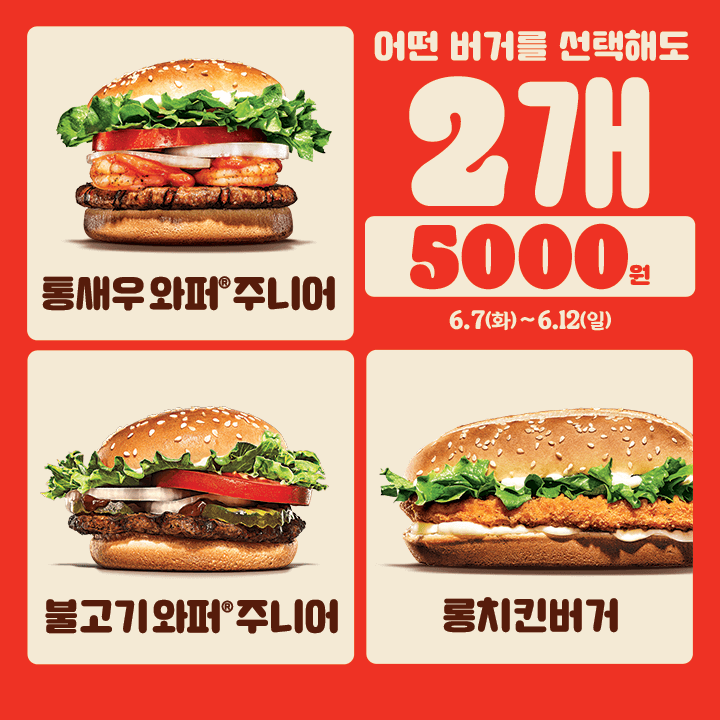 어떤 버거를 선택해도
2개
5000원
6.7(화)~6.12(일)
통새우 와퍼® 주니어
불고기 와퍼® 주니어
롱치킨버거